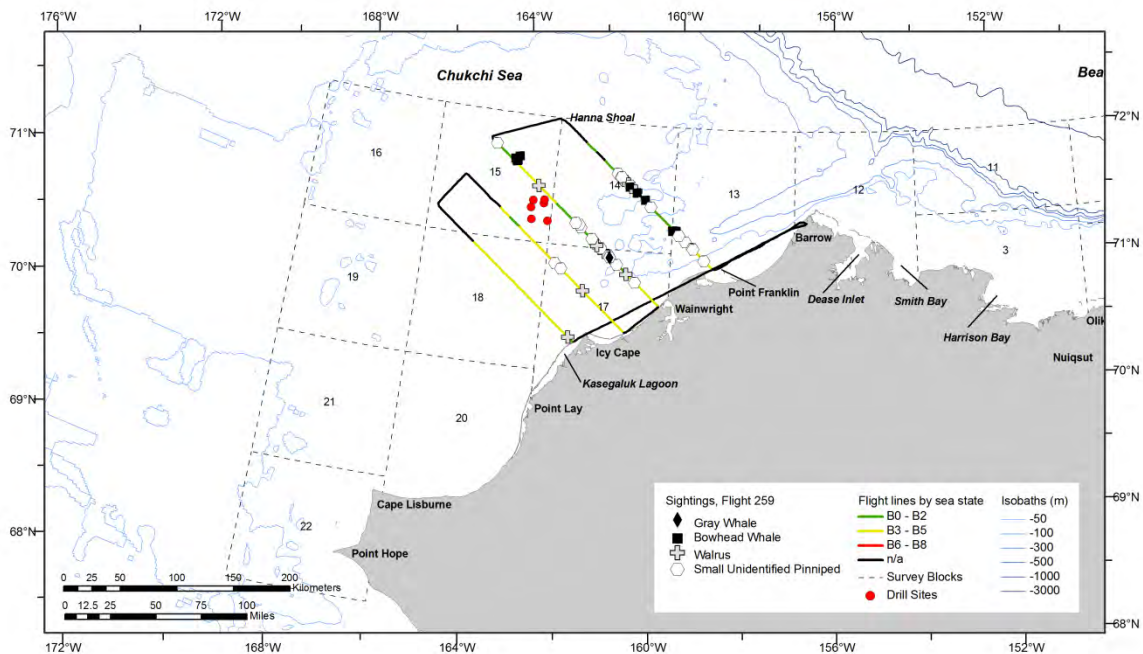 176°W
172°W
168°W
164°W
160°W
156°W
152°W
Chukchi Sea
Bea
72°N
71°N
Hanna Shoal
11
16
15
14
13
12
71°N
Barrow
3
70°N
Point Franklin
Dease Inlet
Smith Bay
19
18
17
Wainwright
Harrison Bay
Olik
Icy Cape
Nuiqsut
70°N
69°N
Kasegaluk Lagoon
21
20
Point Lay
Cape Lisburne
69°N
68°N
22
Point Hope
0 25 50 100 150 200
Kilometers
0 12.5 25 50 75 100
Miles
Sightings, Flight 259
Gray Whale
Bowhead Whale
Walrus
Small Unidentified Pinniped
Flight lines by sea state
B0 - B2
B3 - B5
B6 - B8
n/a
Survey Blocks
Drill Sites
Isobaths (m)
-50
-100
-300
-500
-1000
-3000
68°N
172°W
168°W
164°W
162°W
160°W
156°W
152°W